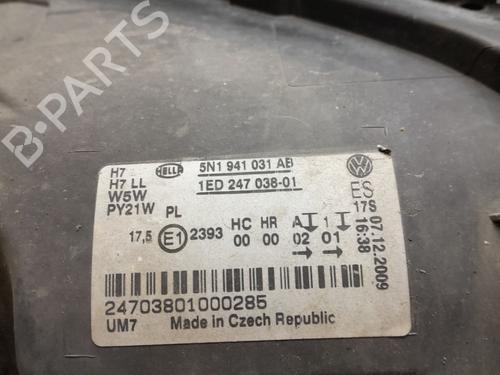 H7
H7 LL
W5W
PY21W
PL
HELLA
5N1 941 031 AB
1ED 247 038-01
ES
17S
07.12.2009
16:38
17,5 E1 2393
HC HR A 1
00 00 02 01
24703801000285
UM7 Made in Czech Republic
B-PARTS